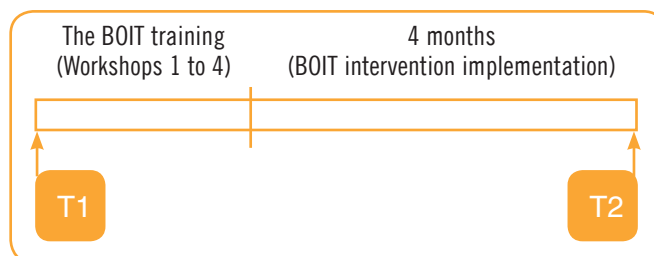 The BOIT training
(Workshops 1 to 4)
4 months
(BOIT intervention implementation)
T1
T2